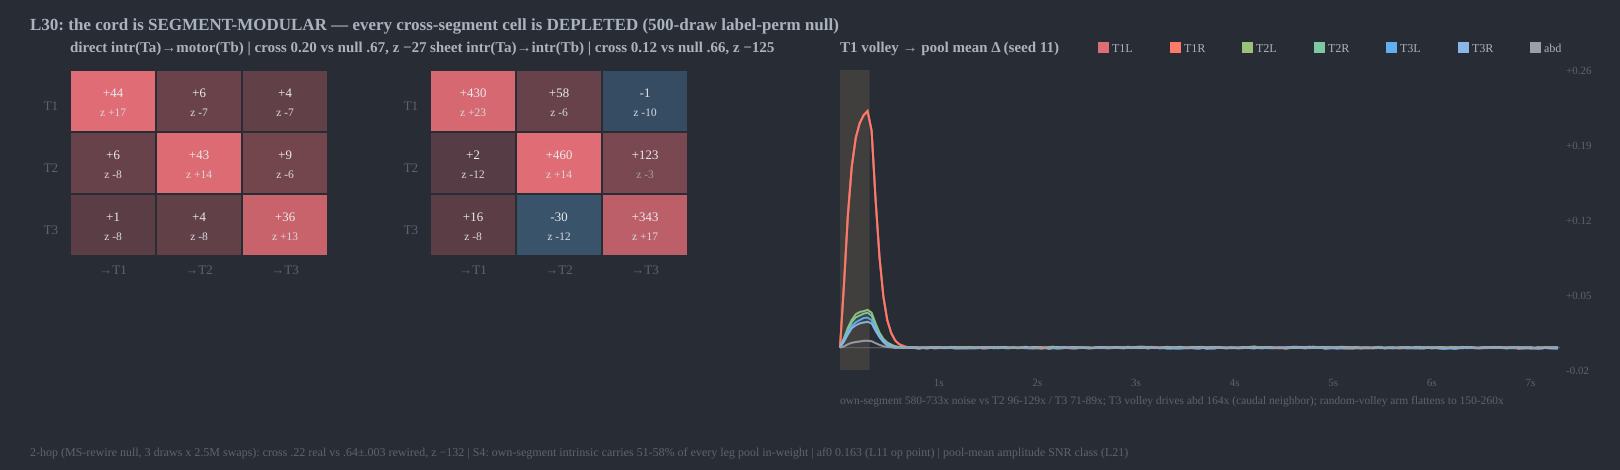 L30: the cord is SEGMENT-MODULAR — every cross-segment cell is DEPLETED (500-draw label-perm null)
direct intr(Ta)→motor(Tb) | cross 0.20 vs null .67, z −27 sheet intr(Ta)→intr(Tb) | cross 0.12 vs null .66, z −125
T1 +44 +6 +4
z +17 z -7 z -7
T2 +6 +43 +9
z -8 z +14 z -6
T3 +1 +4 +36
z -8 z -8 z +13
→T1 →T2 →T3
T1 +430 +58 -1
z +23 z -6 z -10
T2 +2 +460 +123
z -12 z +14 z -3
T3 +16 -30 +343
z -8 z -12 z +17
→T1 →T2 →T3
T1 volley → pool mean Δ (seed 11) T1L T1R T2L T2R T3L T3R abd
+0.26
+0.19
+0.12
+0.05
-0.02
1s 2s 3s 4s 5s 6s 7s
own-segment 580-733x noise vs T2 96-129x / T3 71-89x; T3 volley drives abd 164x (caudal neighbor); random-volley arm flattens to 150-260x
2-hop (MS-rewire null, 3 draws x 2.5M swaps): cross .22 real vs .64±.003 rewired, z −132 | S4: own-segment intrinsic carries 51-58% of every leg pool in-weight | af0 0.163 (L11 op point) | pool-mean amplitude SNR class (L21)